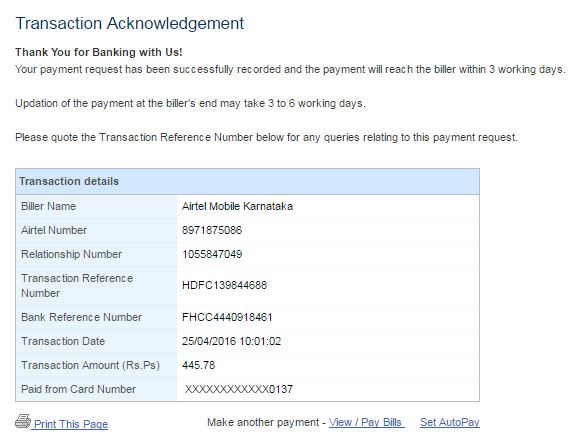 Transaction Acknowledgement
Thank You for Banking with Us!
Your payment request has been successfully recorded and the payment will reach the biller within 3 working days.
Updation of the payment at the biller's end may take 3 to 6 working days.
Please quote the Transaction Reference Number below for any queries relating to this payment request.
Transaction details
Biller Name Airtel Mobile Karnataka
Airtel Number 8971875086
Relationship Number 1055847049
Transaction Reference
Number HDFC139844688
Bank Reference Number FHCC4440918461
Transaction Date 25/04/2016 10:01:02
Transaction Amount (Rs.Ps) 445.78
Paid from Card Number XXXXXXXXXXXX0137
Print This Page Make another payment - View / Pay Bills Set AutoPay